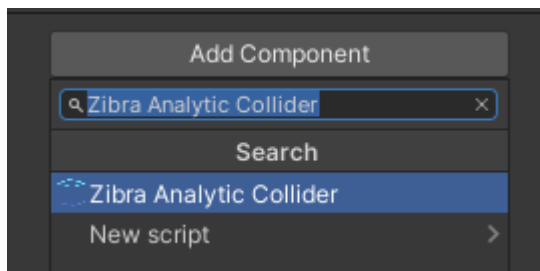 Add Component
Zibra Analytic Collider
Search
Zibra Analytic Collider
New script